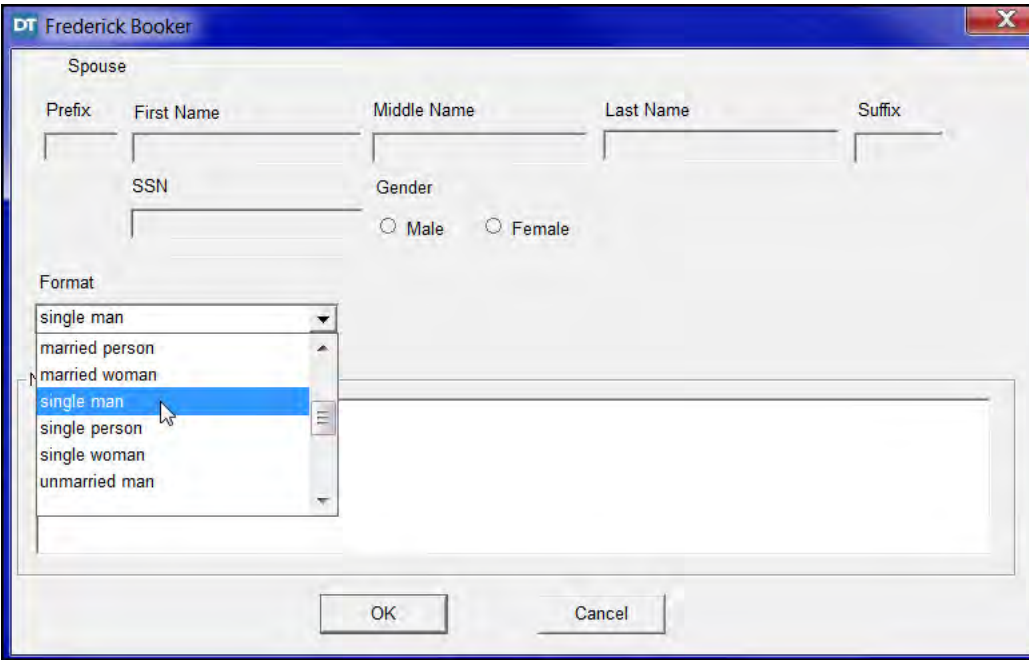 DT Frederick Booker
X
Spouse
Prefix First Name Middle Name Last Name Suffix
SSN Gender
Male Female
Format
single man
married person
married woman
single man
single person
single woman
unmarried man
OK Cancel